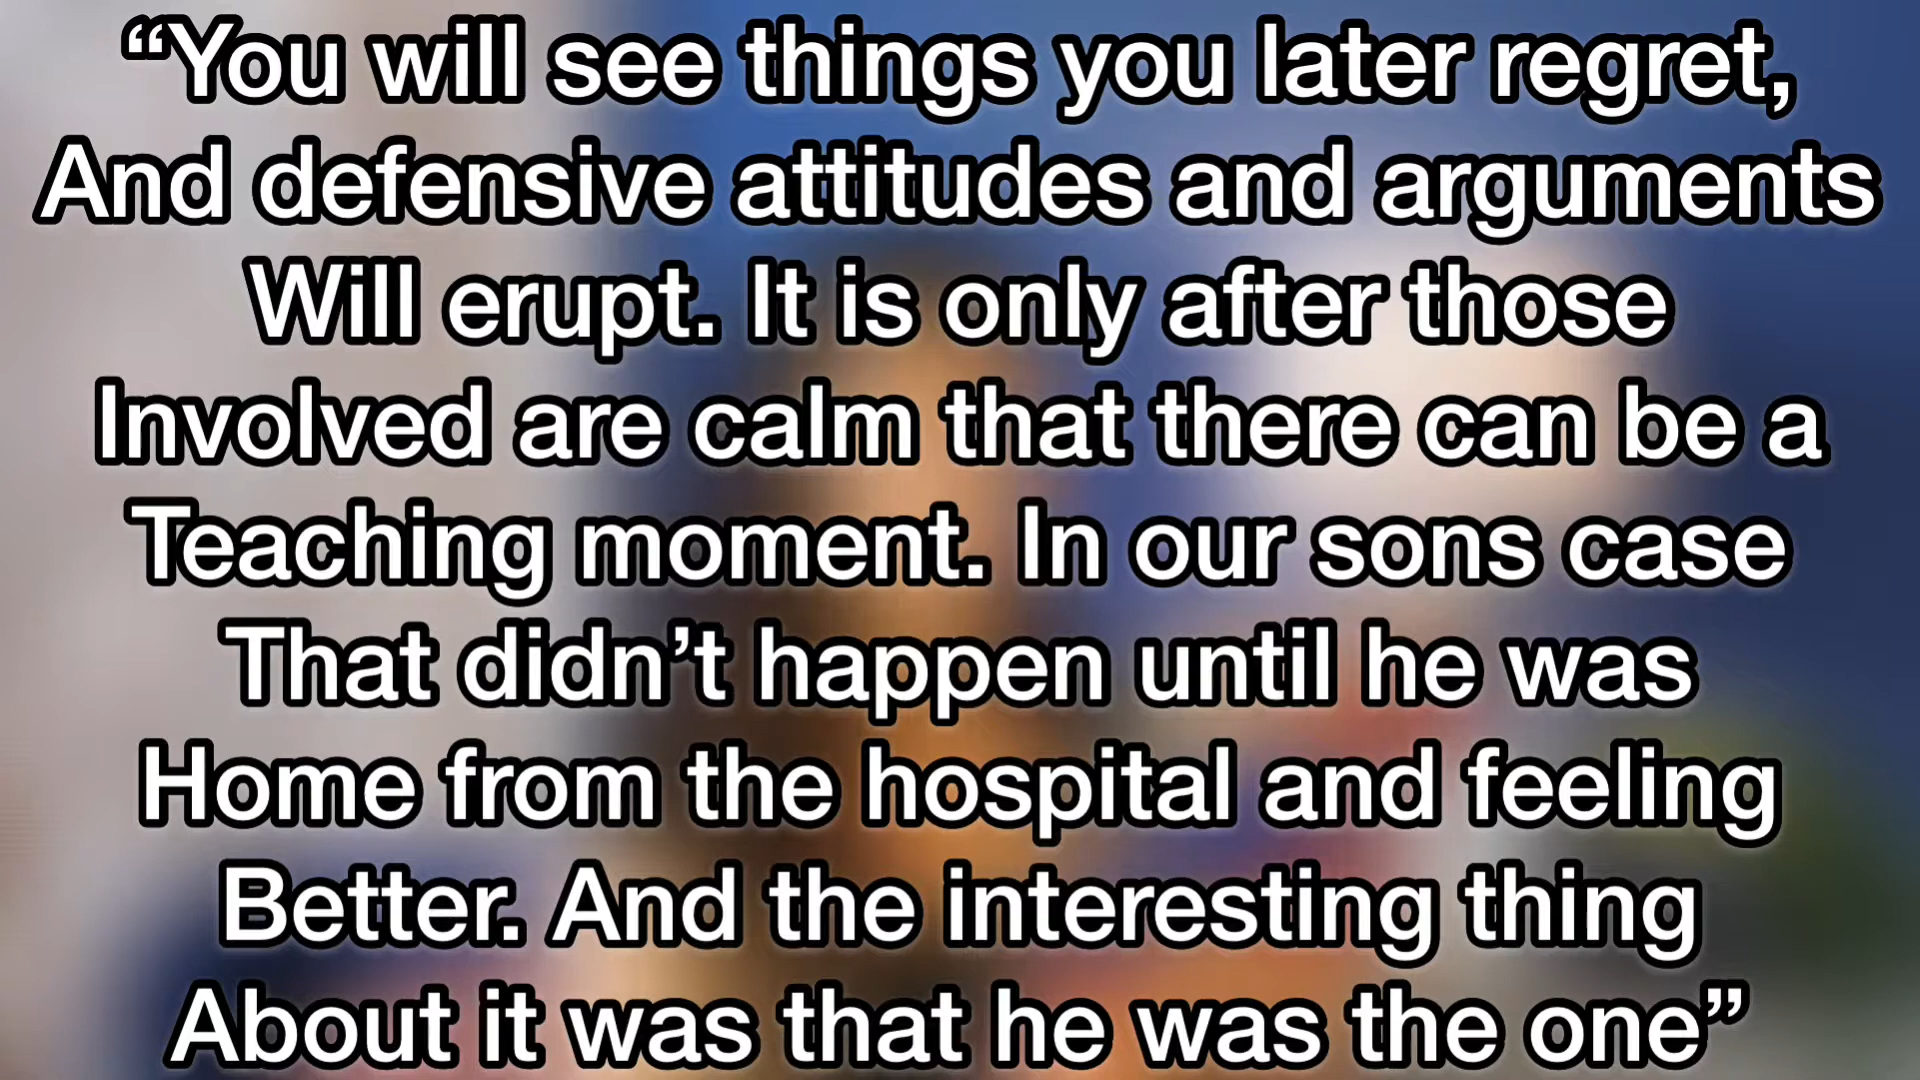 “You will see things you later regret,
And defensive attitudes and arguments
Will erupt. It is only after those
Involved are calm that there can be a
Teaching moment. In our sons case
That didn’t happen until he was
Home from the hospital and feeling
Better. And the interesting thing
About it was that he was the one”